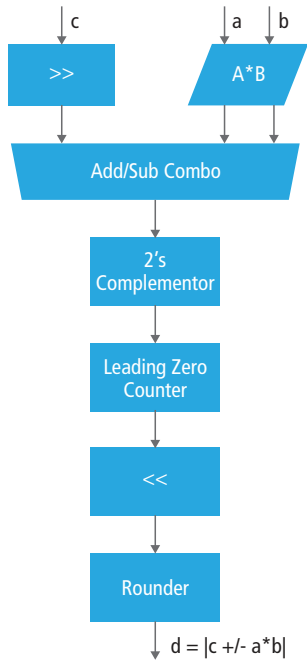 c a b
>> A*B
Add/Sub Combo
2's
Complementor
Leading Zero
Counter
<<
Rounder
d = |c +/- a*b|